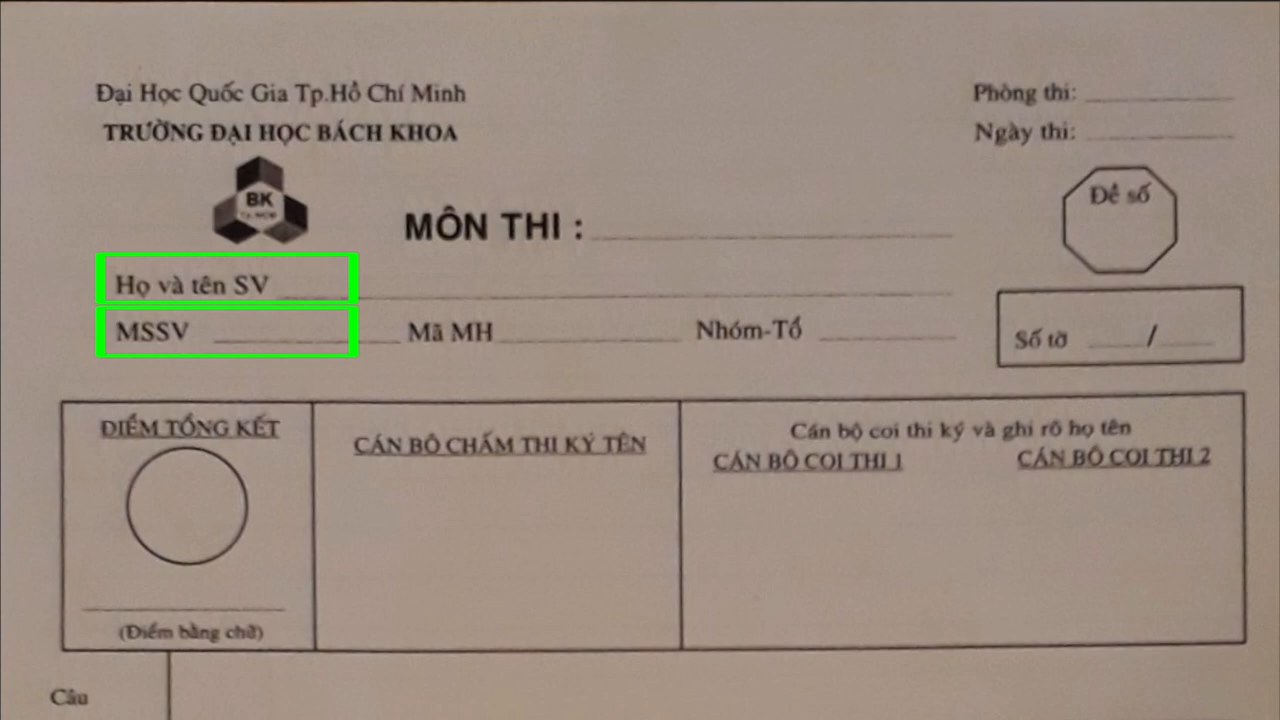 Đại Học Quốc Gia Tp.Hồ Chí Minh
TRƯỜNG ĐẠI HỌC BÁCH KHOA
Phòng thi:
Ngày thi:
BK
TP.HCM
MÔN THI :
Đề số
Họ và tên SV
MSSV Mã MH Nhóm-Tổ
Số tờ /
ĐIỂM TỔNG KẾT
CÁN BỘ CHẤM THI KÝ TÊN
Cán bộ coi thi ký và ghi rõ họ tên
CÁN BỘ COI THI 1 CÁN BỘ COI THI 2
(Điểm bằng chữ)
Câu